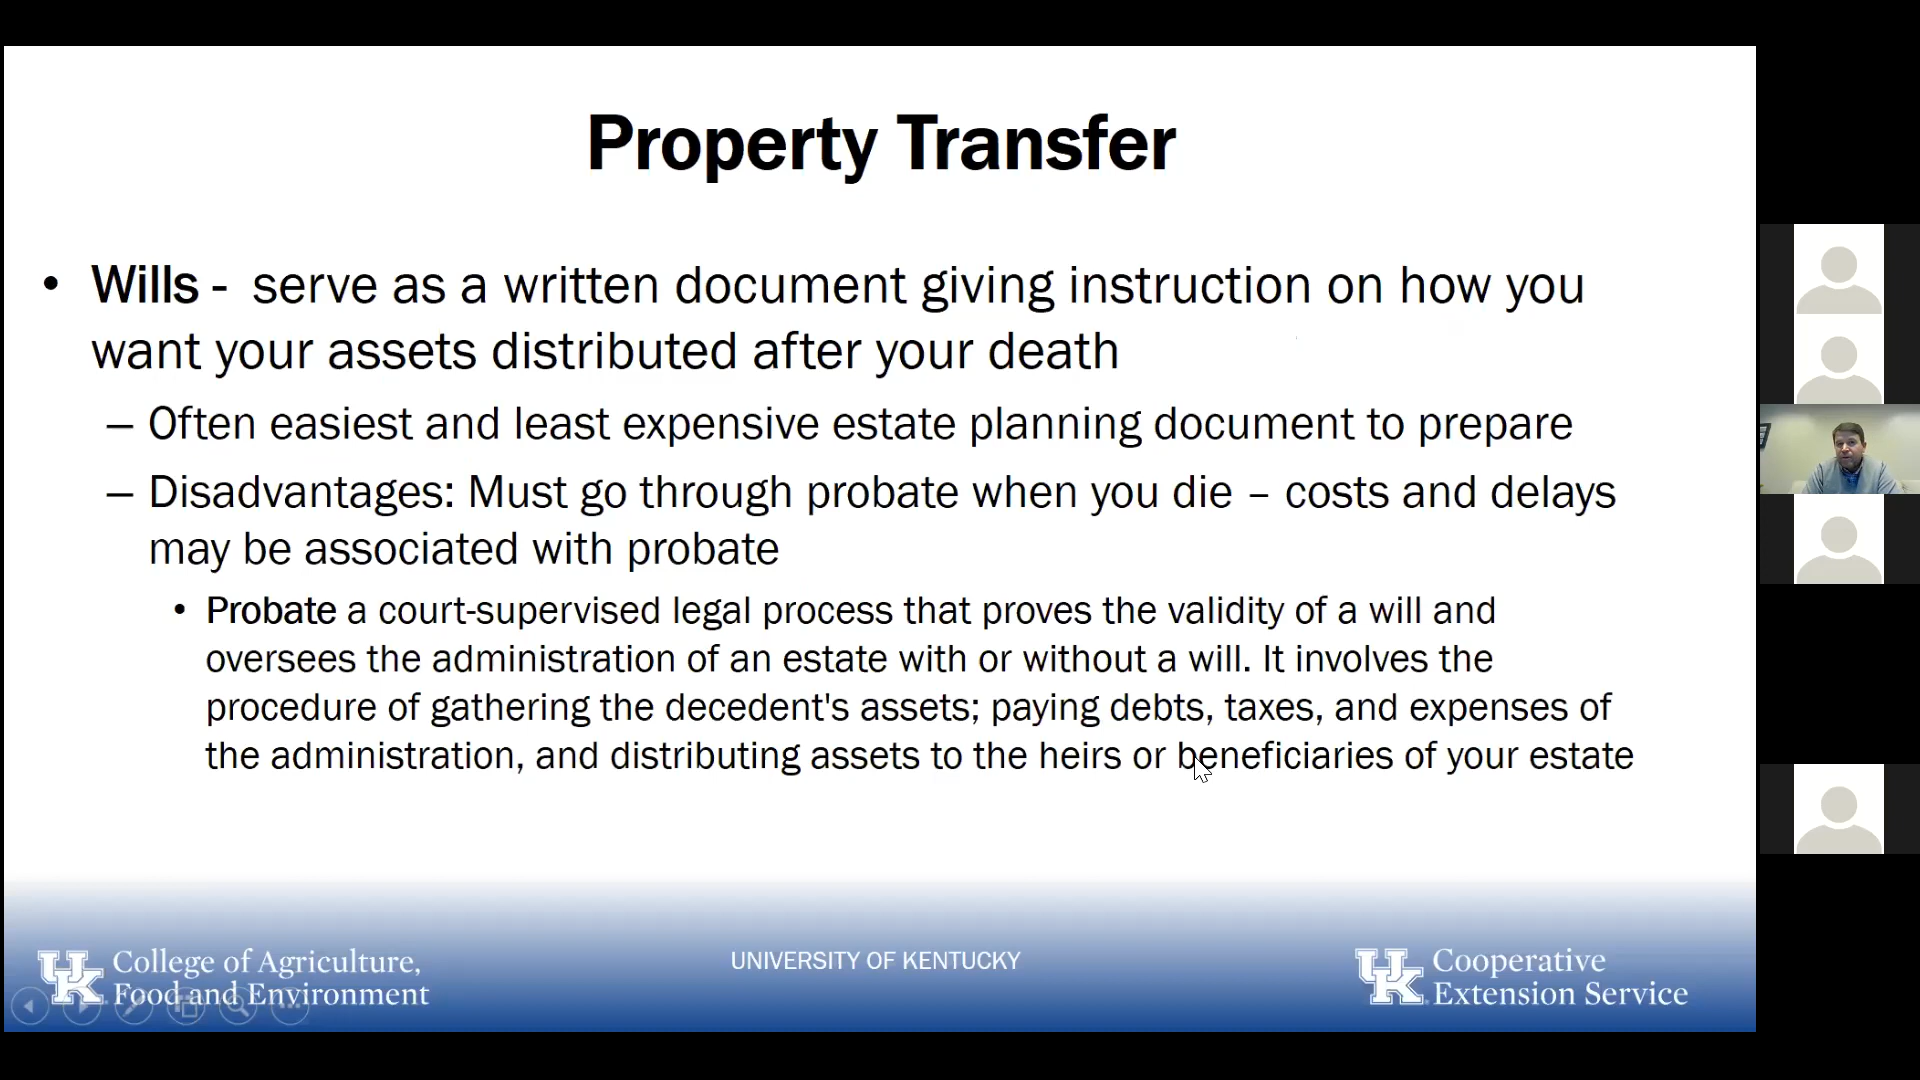 Property Transfer
• Wills - serve as a written document giving instruction on how you
want your assets distributed after your death
– Often easiest and least expensive estate planning document to prepare
– Disadvantages: Must go through probate when you die – costs and delays
may be associated with probate
• Probate a court-supervised legal process that proves the validity of a will and
oversees the administration of an estate with or without a will. It involves the
procedure of gathering the decedent's assets; paying debts, taxes, and expenses of
the administration, and distributing assets to the heirs or beneficiaries of your estate
UK College of Agriculture,
Food and Environment
UNIVERSITY OF KENTUCKY
UK Cooperative
Extension Service